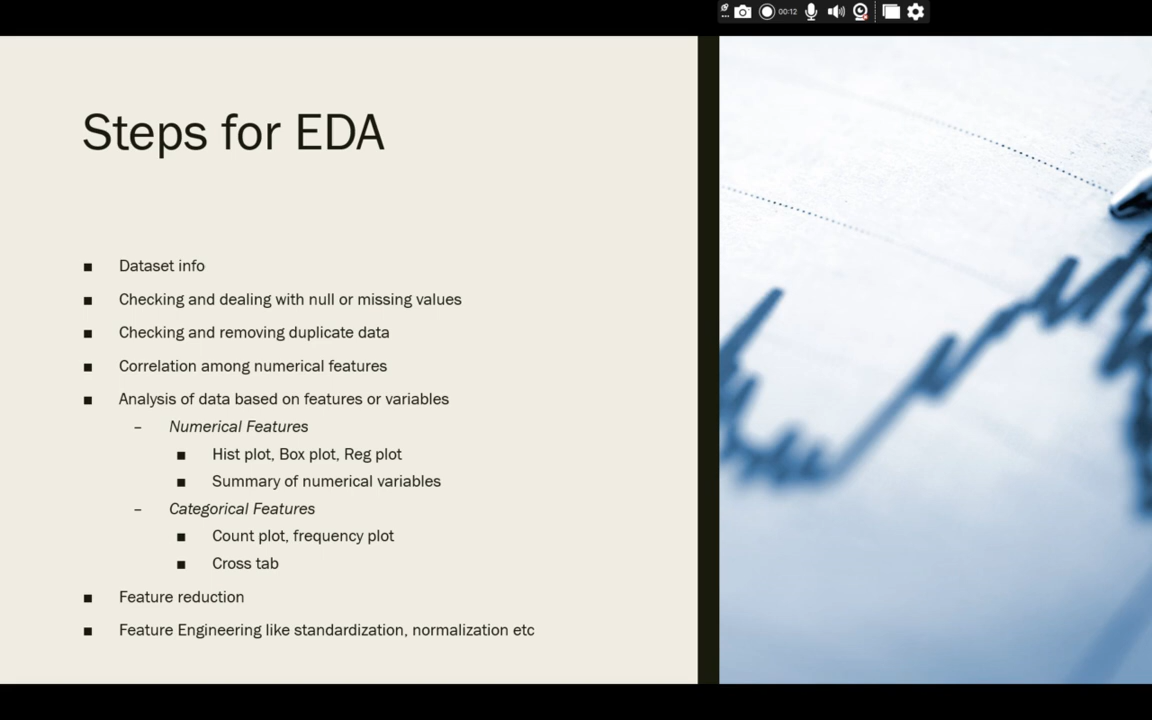 00:12
Steps for EDA
■ Dataset info
■ Checking and dealing with null or missing values
■ Checking and removing duplicate data
■ Correlation among numerical features
■ Analysis of data based on features or variables
– Numerical Features
■ Hist plot, Box plot, Reg plot
■ Summary of numerical variables
– Categorical Features
■ Count plot, frequency plot
■ Cross tab
■ Feature reduction
■ Feature Engineering like standardization, normalization etc